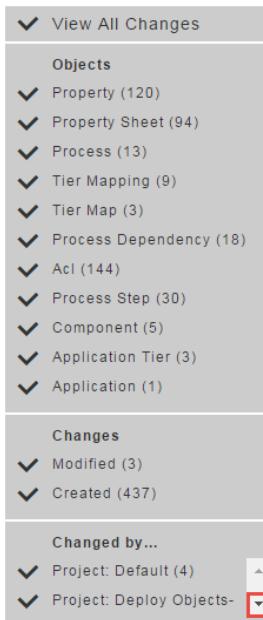 View All Changes
Objects
Property (120)
Property Sheet (94)
Process (13)
Tier Mapping (9)
Tier Map (3)
Process Dependency (18)
Acl (144)
Process Step (30)
Component (5)
Application Tier (3)
Application (1)
Changes
Modified (3)
Created (437)
Changed by...
Project: Default (4)
Project: Deploy Objects-